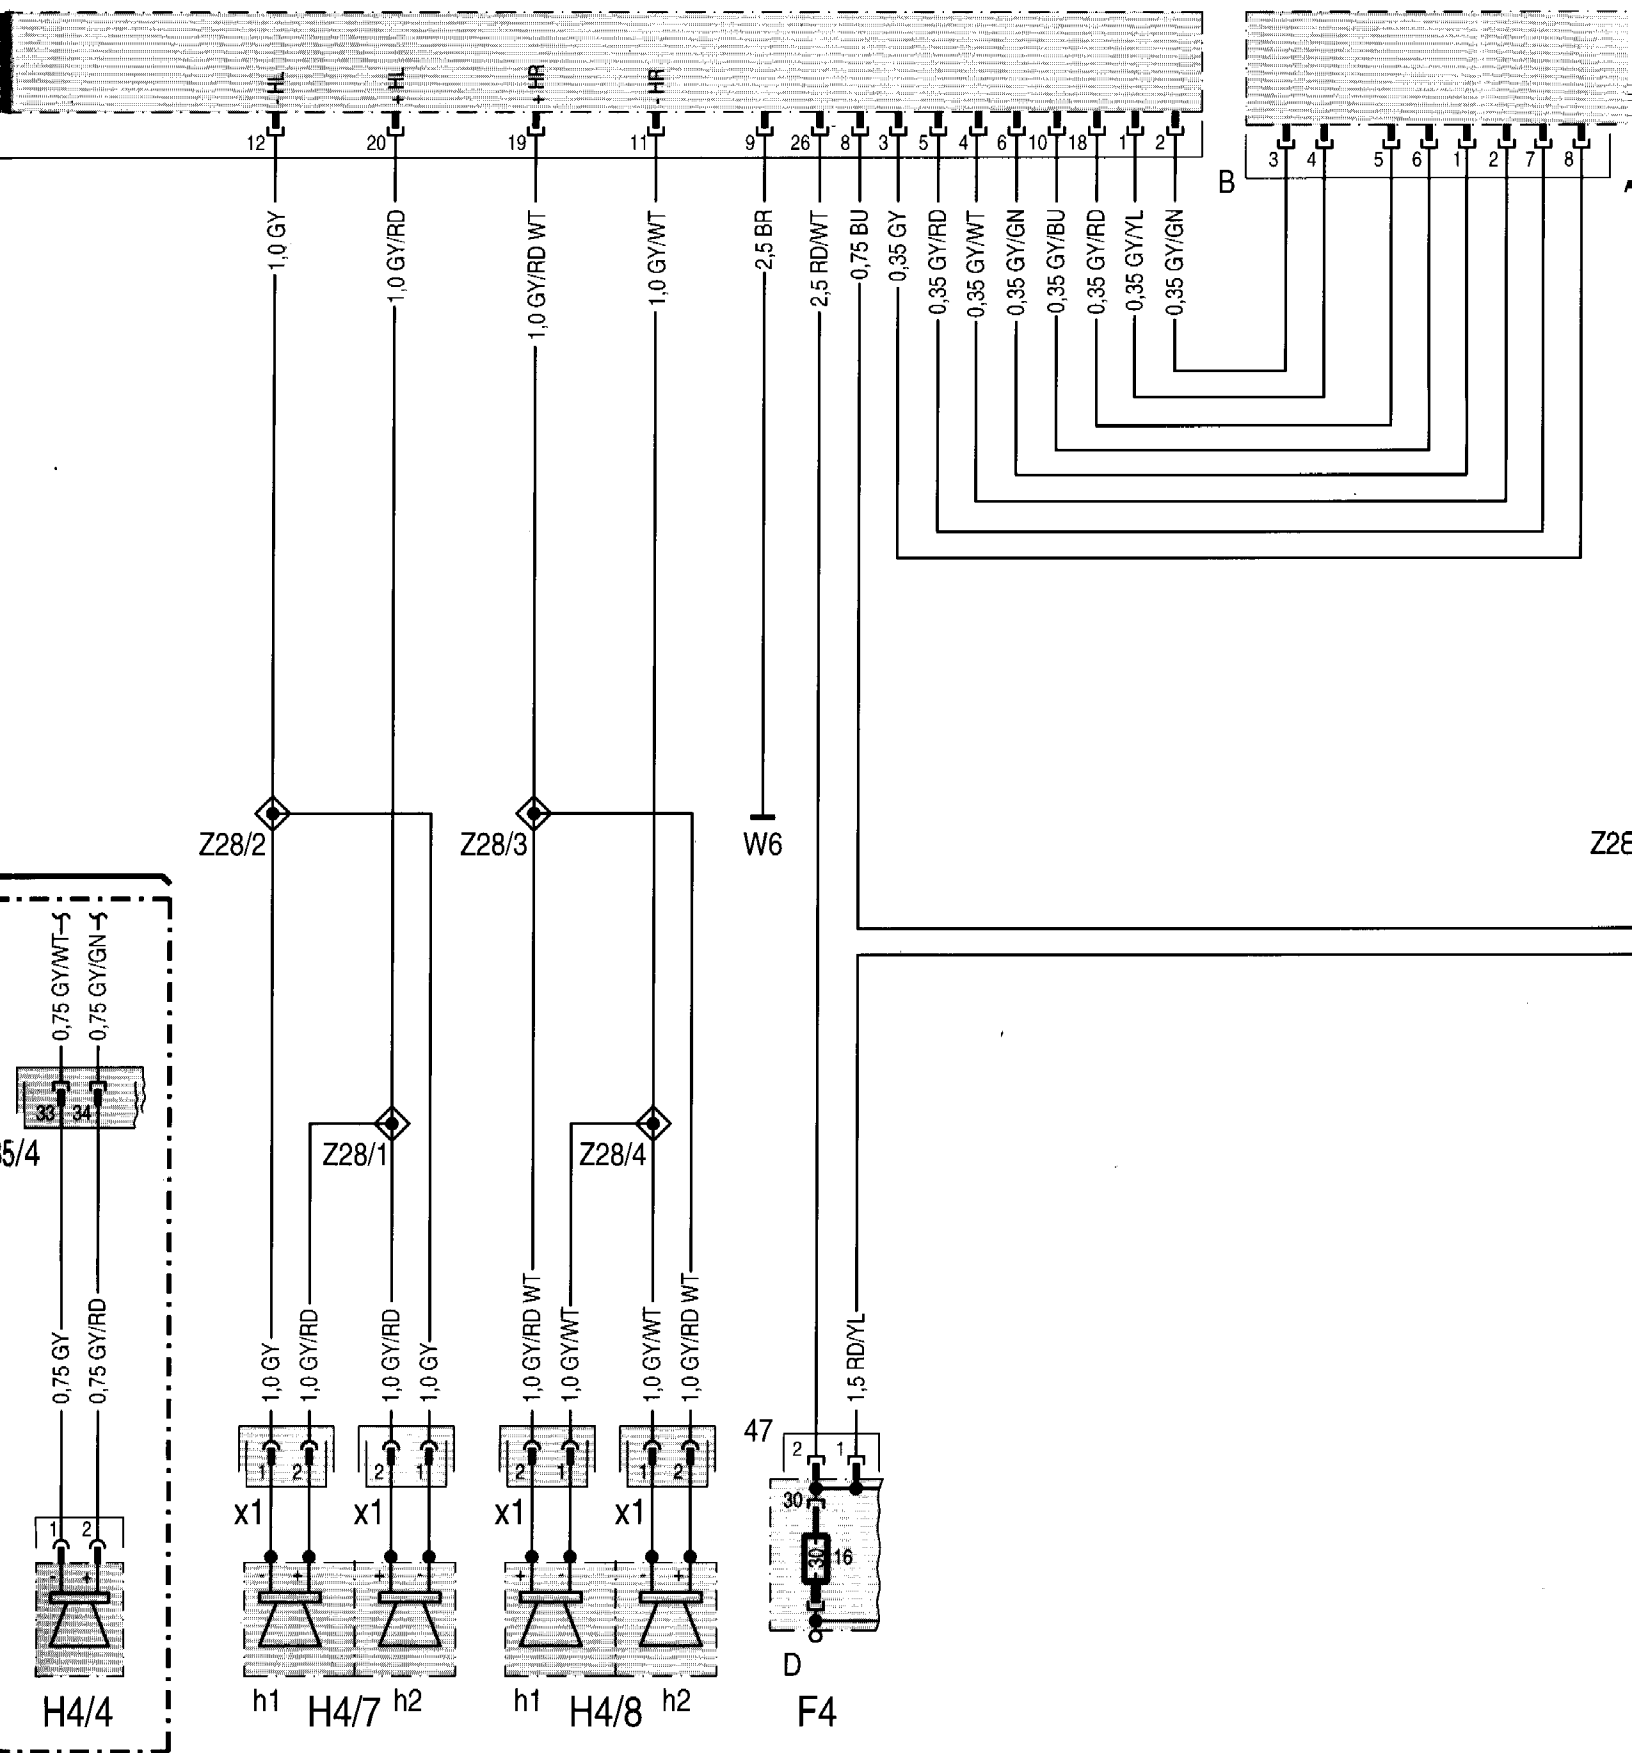 - HL
+ HL
+ HR
- HR
12
20
19
11
9
26
8
3
5
4
6
10
18
1
2
3
4
5
6
1
2
7
8
B
1,0 GY
1,0 GY/RD
1,0 GY/RD WT
1,0 GY/WT
2,5 BR
2,5 RD/WT
0,75 BU
0,35 GY
0,35 GY/RD
0,35 GY/WT
0,35 GY/GN
0,35 GY/BU
0,35 GY/RD
0,35 GY/YL
0,35 GY/GN
Z28/2
Z28/3
W6
Z28
0,75 GY/WT
0,75 GY/GN
33
34
5/4
Z28/1
Z28/4
0,75 GY
0,75 GY/RD
1,0 GY
1,0 GY/RD
1,0 GY/RD
1,0 GY
1,0 GY/RD WT
1,0 GY/WT
1,0 GY/WT
1,0 GY/RD WT
1,5 RD/YL
47
2
1
1
2
2
1
2
1
1
2
x1
x1
x1
x1
30
30
16
1
2
- +
- +
+ -
+ -
- +
D
h1
H4/7
h2
h1
H4/8
h2
F4
H4/4